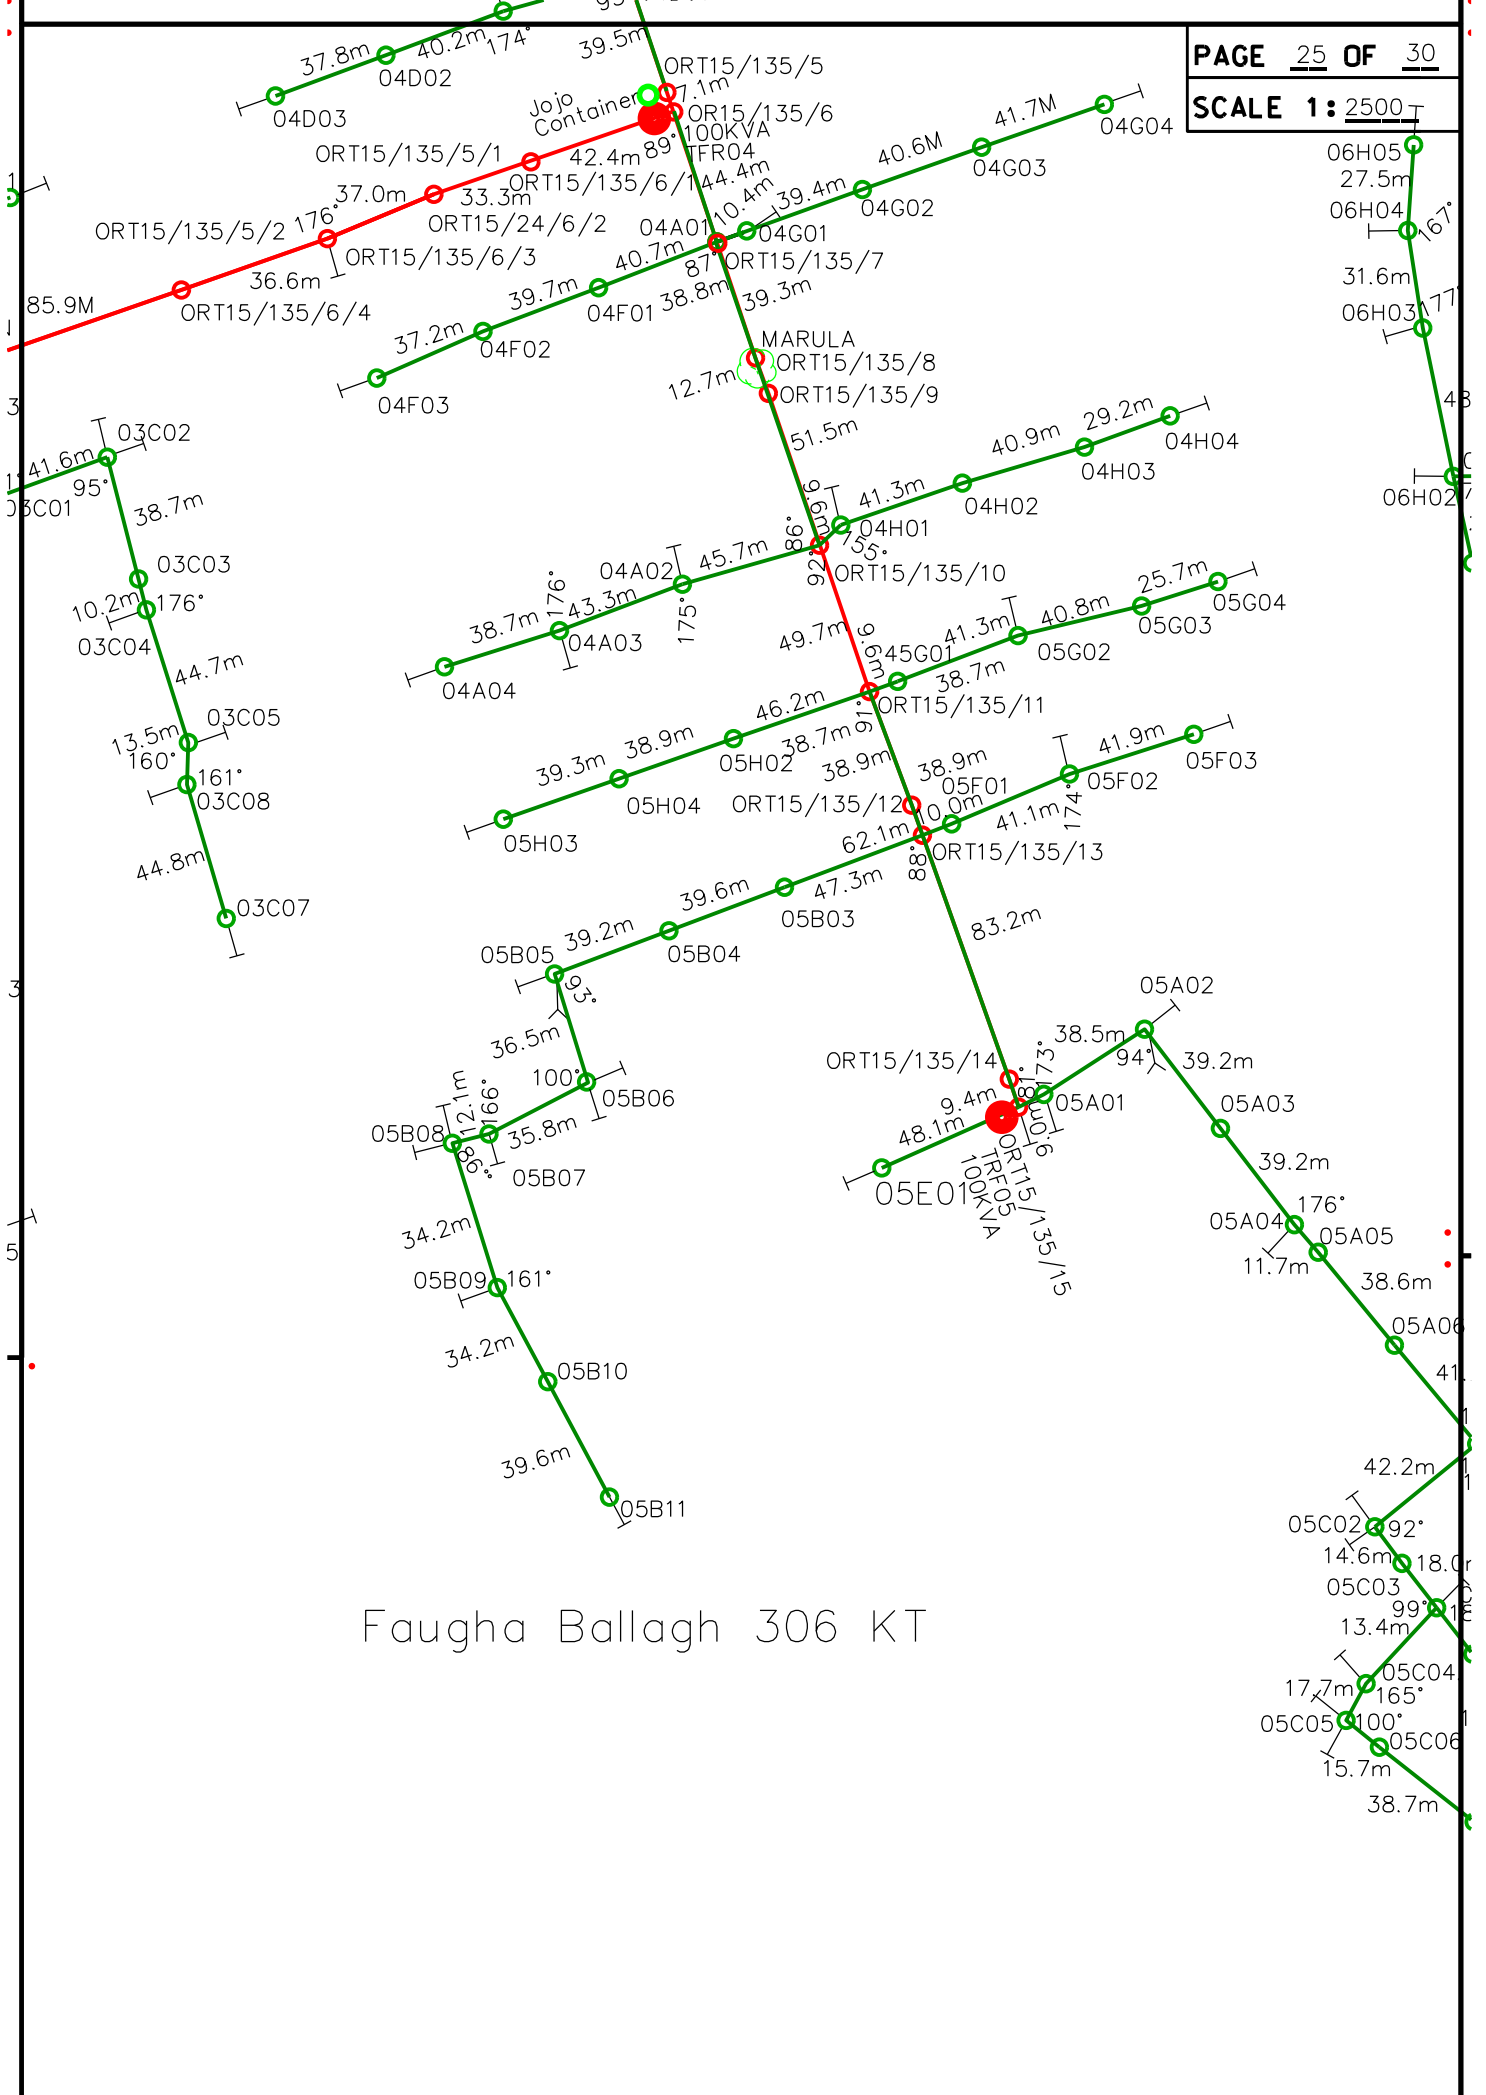 PAGE 25 OF 30
SCALE 1: 2500
37.8m
40.2m
174°
04D02
04D03
39.5m
ORT15/135/5
7.1m
Jojo
Container
OR15/135/6
100KVA
TFR04
89°
ORT15/135/5/1
42.4m
ORT15/135/6/1
44.4m
37.0m
33.3m
ORT15/24/6/2
ORT15/135/5/2
176°
ORT15/135/6/3
36.6m
ORT15/135/6/4
85.9M
41.7M
04G04
40.6M
04G03
39.4m
04G02
10.4m
04G01
04A01
ORT15/135/7
87°
40.7m
39.7m
04F01
37.2m
04F02
04F03
38.8m
39.3m
MARULA
ORT15/135/8
12.7m
ORT15/135/9
51.5m
06H05
27.5m
06H04
167°
31.6m
06H03
177°
06H02
03C02
41.6m
95°
03C01
38.7m
03C03
10.2m
176°
03C04
44.7m
03C05
13.5m
160°
161°
03C08
44.8m
03C07
29.2m
04H04
40.9m
04H03
41.3m
04H02
04H01
9.6m
86°
155°
92°
ORT15/135/10
45.7m
04A02
175°
176°
43.3m
04A03
38.7m
04A04
49.7m
9.6m
45G01
41.3m
40.8m
25.7m
05G04
05G03
05G02
38.7m
ORT15/135/11
91°
46.2m
38.7m
05H02
38.9m
05H04
39.3m
05H03
38.9m
38.9m
05F01
41.9m
05F03
05F02
174°
41.1m
ORT15/135/12
10.0m
62.1m
ORT15/135/13
88°
47.3m
05B03
39.6m
05B04
39.2m
05B05
93°
83.2m
36.5m
100°
05B06
12.1m
166°
05B08
35.8m
86°
05B07
34.2m
05B09
161°
34.2m
05B10
39.6m
05B11
05A02
38.5m
94°
39.2m
ORT15/135/14
173°
87°
05A01
9.4m
9.0m
48.1m
05E01
ORT15/135/15
TRF05
100KVA
05A03
39.2m
176°
05A04
05A05
11.7m
38.6m
05A06
42.2m
05C02
92°
14.6m
05C03
99°
13.4m
05C04
17.7m
165°
05C05
100°
05C06
15.7m
38.7m
Faugha Ballagh 306 KT